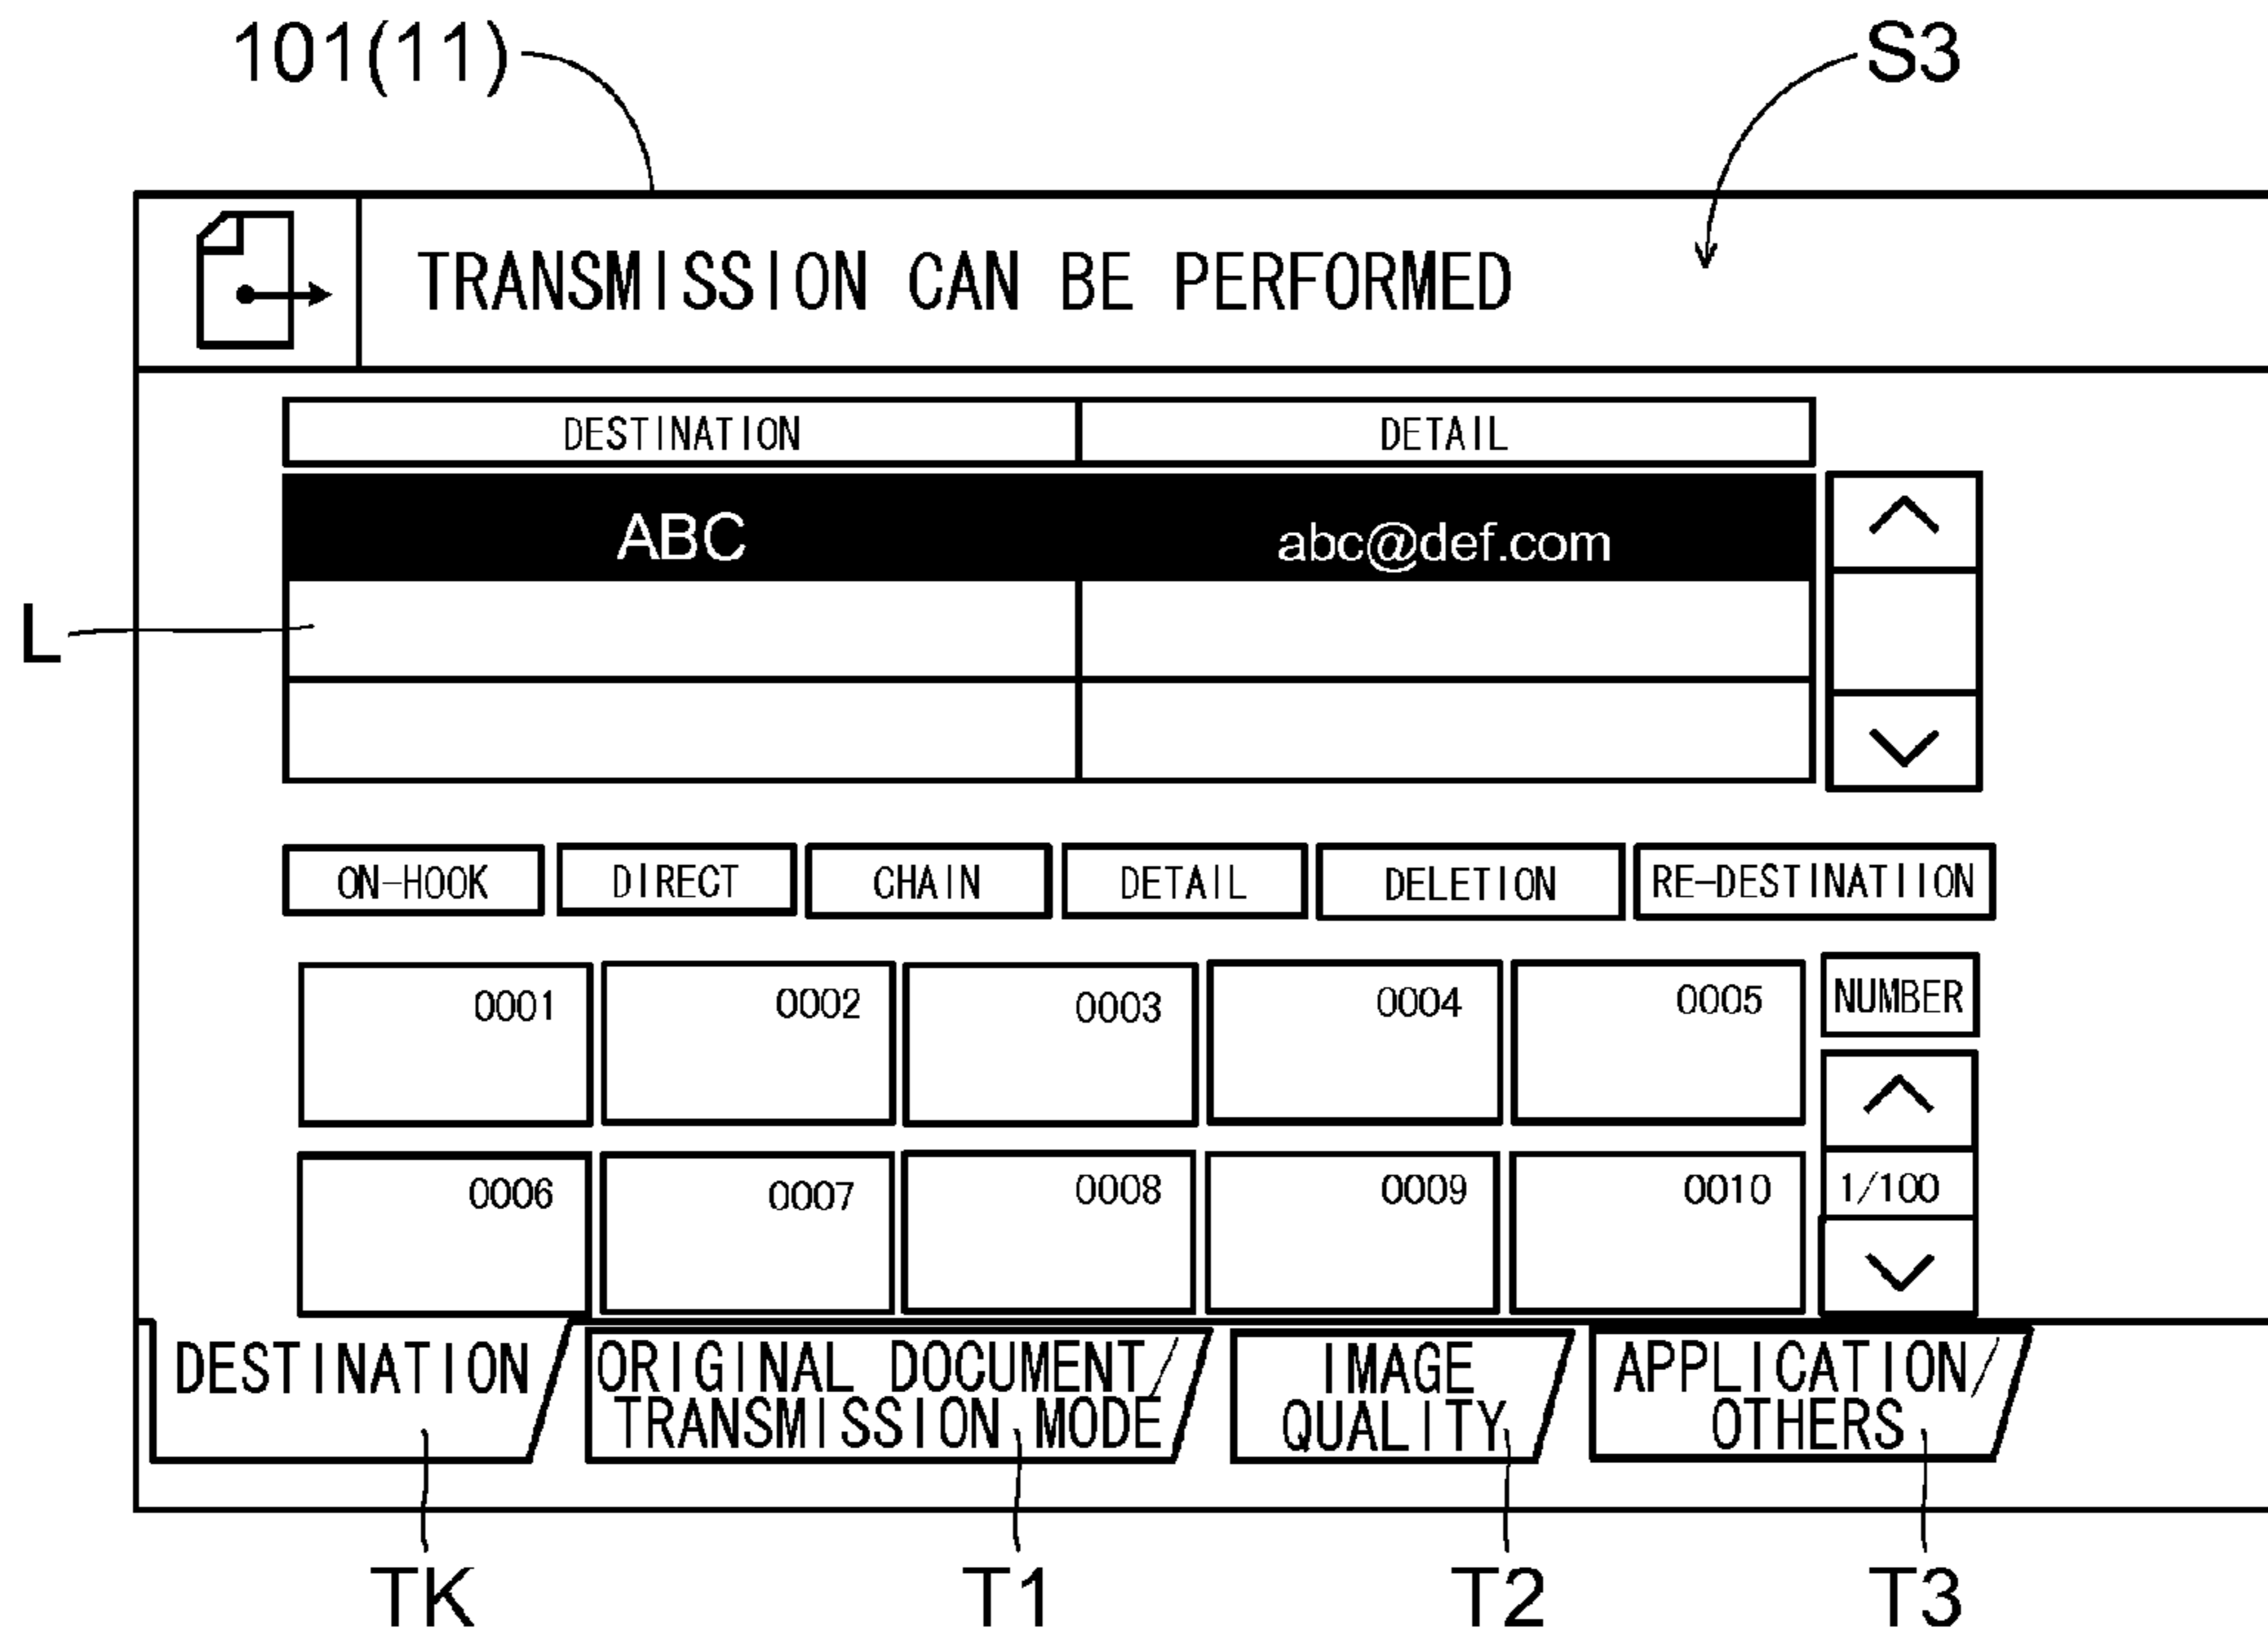 101(11)
S3
TRANSMISSION CAN BE PERFORMED
DESTINATION DETAIL
ABC abc@def.com
L
ON-HOOK DIRECT CHAIN DETAIL DELETION RE-DESTINATIION
0001 0002 0003 0004 0005 NUMBER
0006 0007 0008 0009 0010 1/100
DESTINATION
ORIGINAL DOCUMENT/
TRANSMISSION MODE
IMAGE
QUALITY
APPLICATION/
OTHERS
TK T1 T2 T3